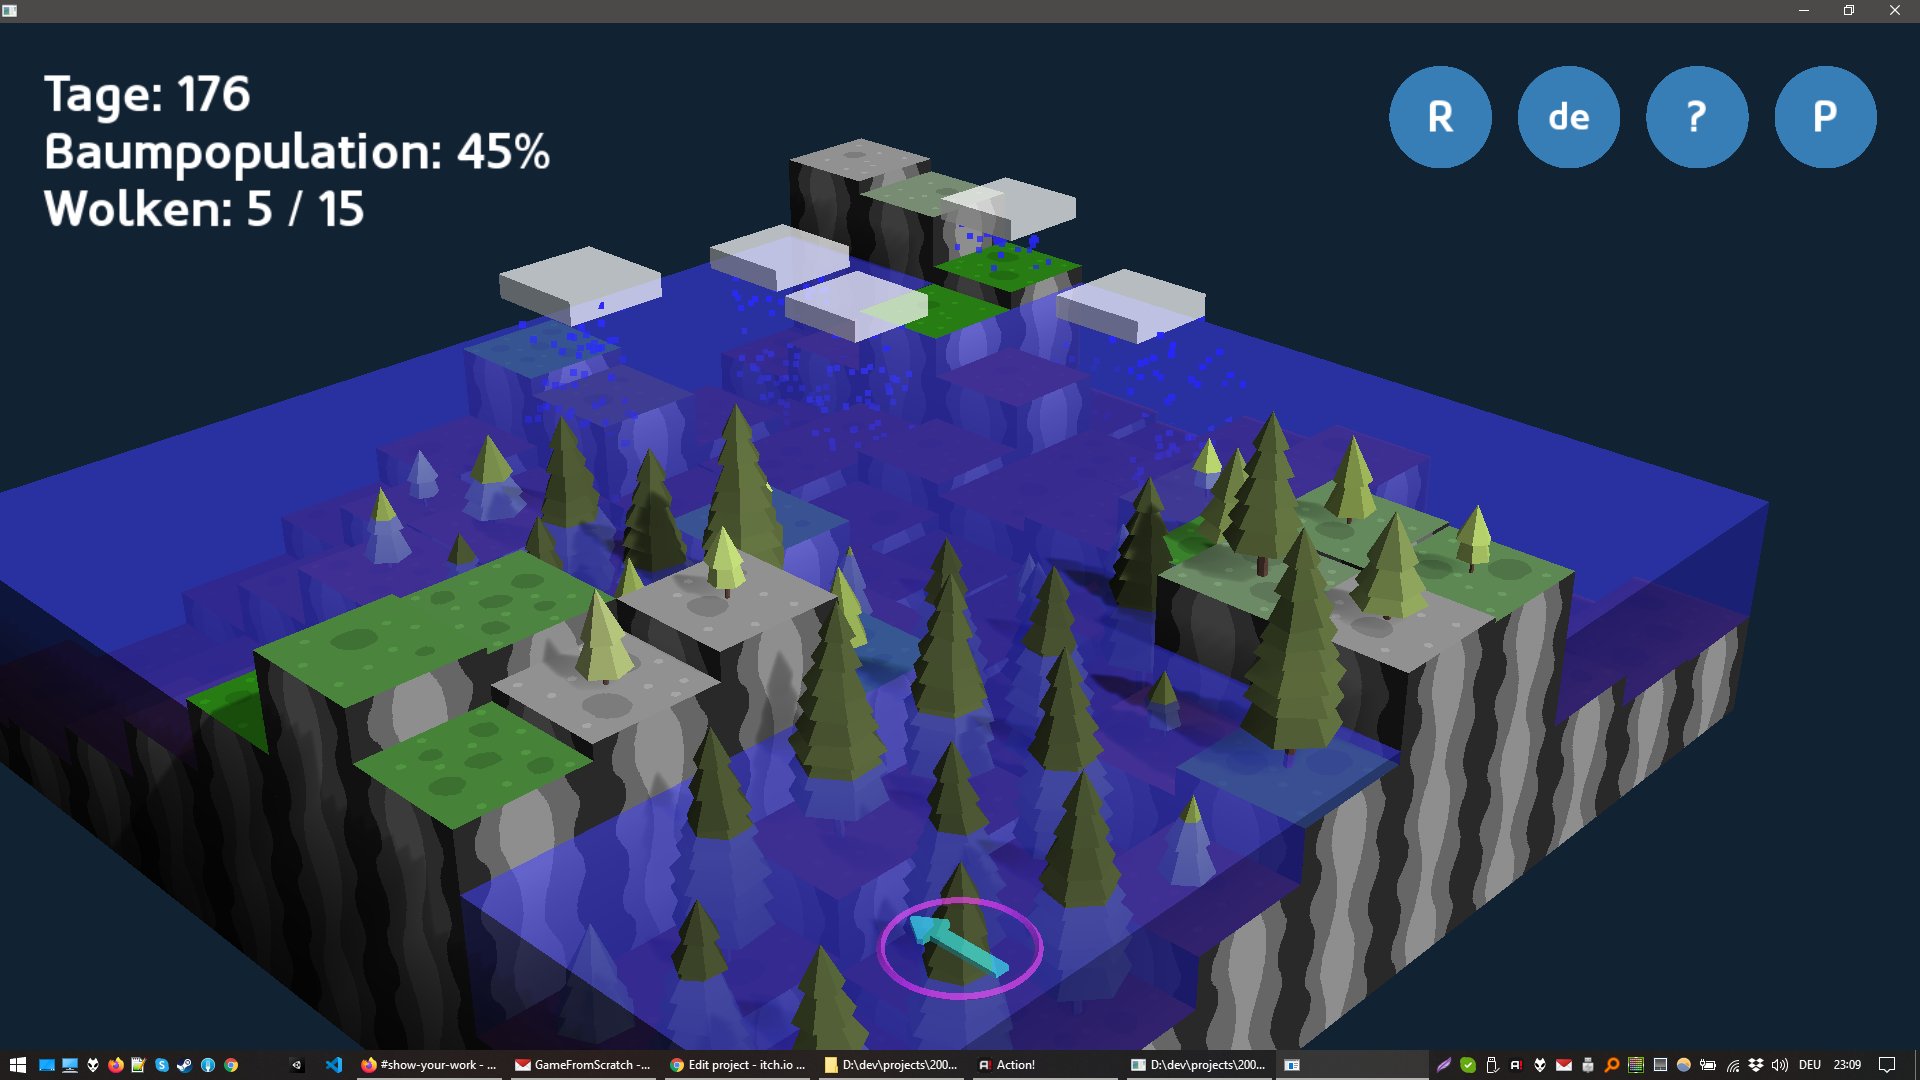 Tage: 176
Baumpopulation: 45%
Wolken: 5 / 15
R de ? P
#show-your-work - ...
GameFromScratch -...
Edit project - itch.io ...
D:\dev\projects\200...
Action!
D:\dev\projects\200...
DEU
23:09